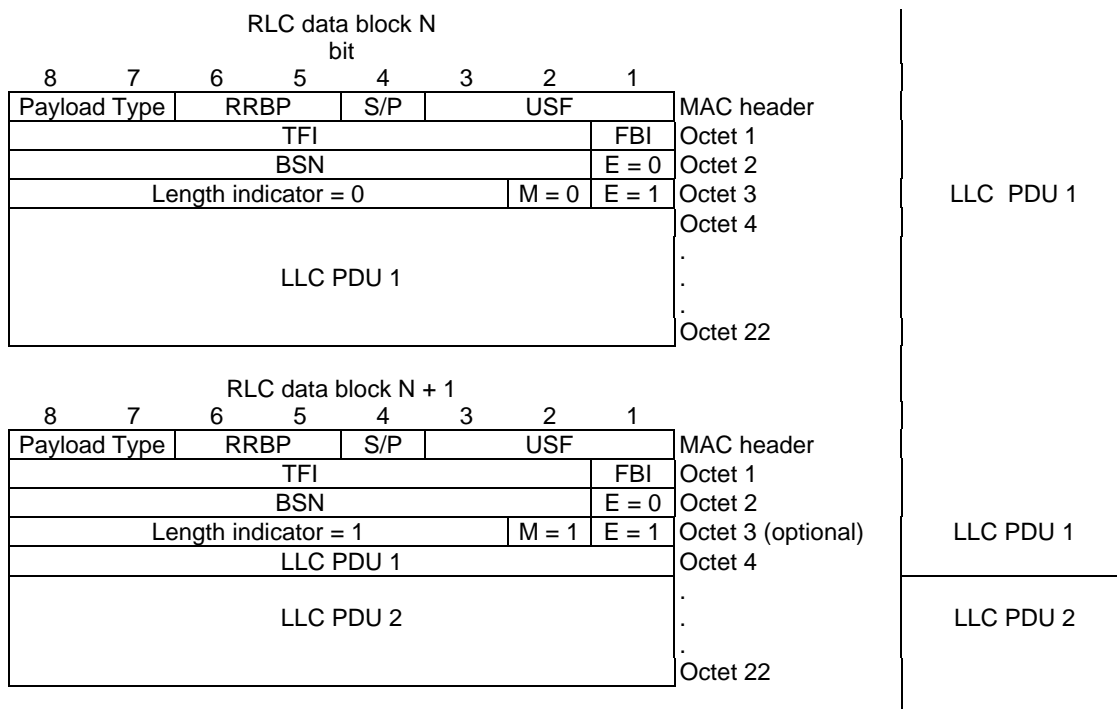 RLC data block N
bit
8 7 6 5 4 3 2 1
Payload Type RRBP S/P USF MAC header
TFI FBI Octet 1
BSN E = 0 Octet 2
Length indicator = 0 M = 0 E = 1 Octet 3 LLC PDU 1
Octet 4
.
LLC PDU 1 .
.
Octet 22
RLC data block N + 1
8 7 6 5 4 3 2 1
Payload Type RRBP S/P USF MAC header
TFI FBI Octet 1
BSN E = 0 Octet 2
Length indicator = 1 M = 1 E = 1 Octet 3 (optional) LLC PDU 1
LLC PDU 1 Octet 4
.
LLC PDU 2 . LLC PDU 2
.
Octet 22